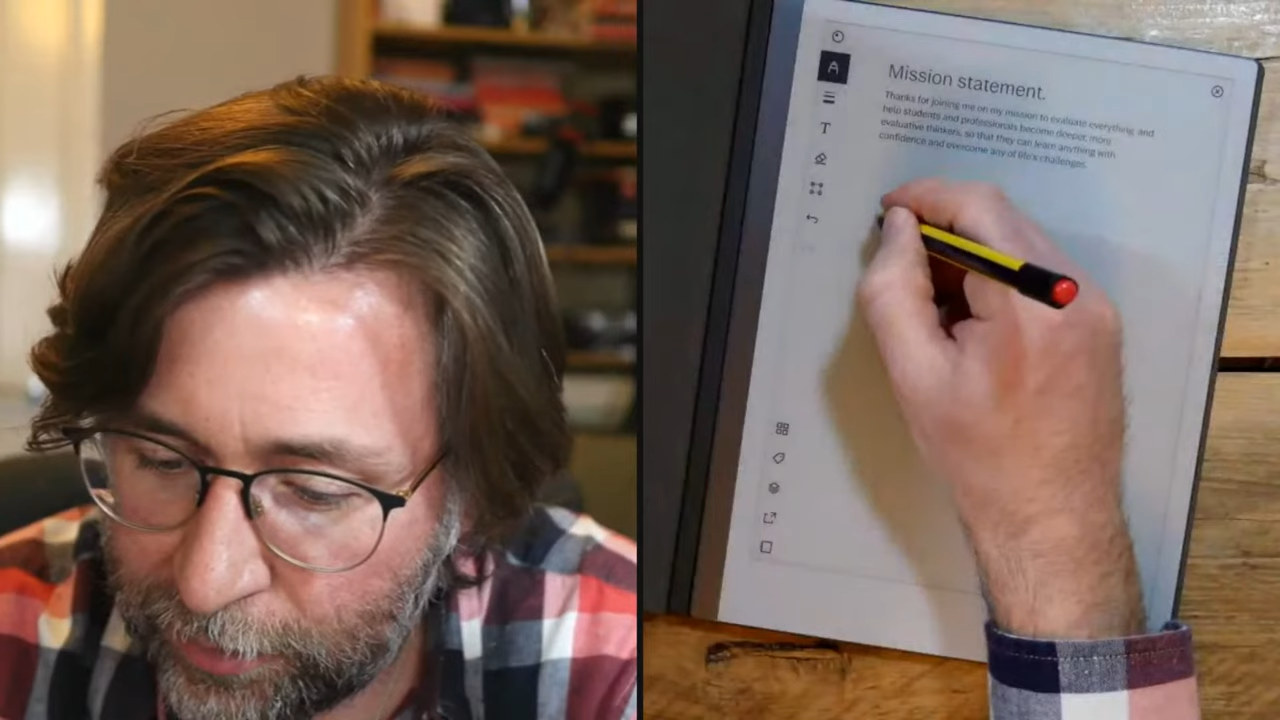 Mission statement.
Thanks for joining me on my mission to evaluate everything, and
help students and professionals become deeper, more
evaluative thinkers, so that they can learn anything with
confidence and overcome any of life's challenges.
T